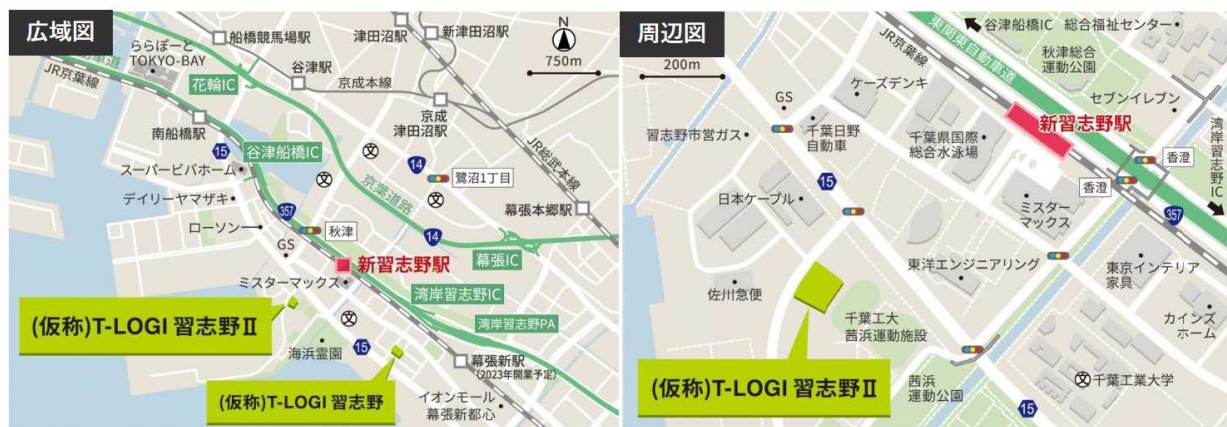 広域図
ららぽーと
TOKYO-BAY
船橋競馬場駅
津田沼駅
新津田沼駅
N
750m
谷津駅
京成本線
花輪IC
JR京葉線
京成
津田沼駅
南船橋駅
15
谷津船橋IC
14
鷺沼1丁目
スーパービバホーム
京葉道路
JR総武本線
デイリーヤマザキ
357
幕張本郷駅
ローソン
秋津
14
GS
新習志野駅
幕張IC
ミスターマックス
湾岸習志野IC
(仮称)T-LOGI 習志野Ⅱ
湾岸習志野PA
海浜霊園
15
幕張新駅
(2023年開業予定)
(仮称)T-LOGI 習志野
イオンモール
幕張新都心
周辺図
200m
JR京葉線
東関東自動車道
谷津船橋IC
総合福祉センター
秋津総合
運動公園
ケーズデンキ
GS
セブンイレブン
習志野市営ガス
千葉日野
自動車
千葉県国際
総合水泳場
新習志野駅
香澄
香澄
湾岸習志野IC
15
日本ケーブル
ミスター
マックス
357
東洋エンジニアリング
佐川急便
東京インテリア
家具
千葉工大
茜浜運動施設
カインズ
ホーム
(仮称)T-LOGI 習志野Ⅱ
茜浜
運動公園
千葉工業大学
15